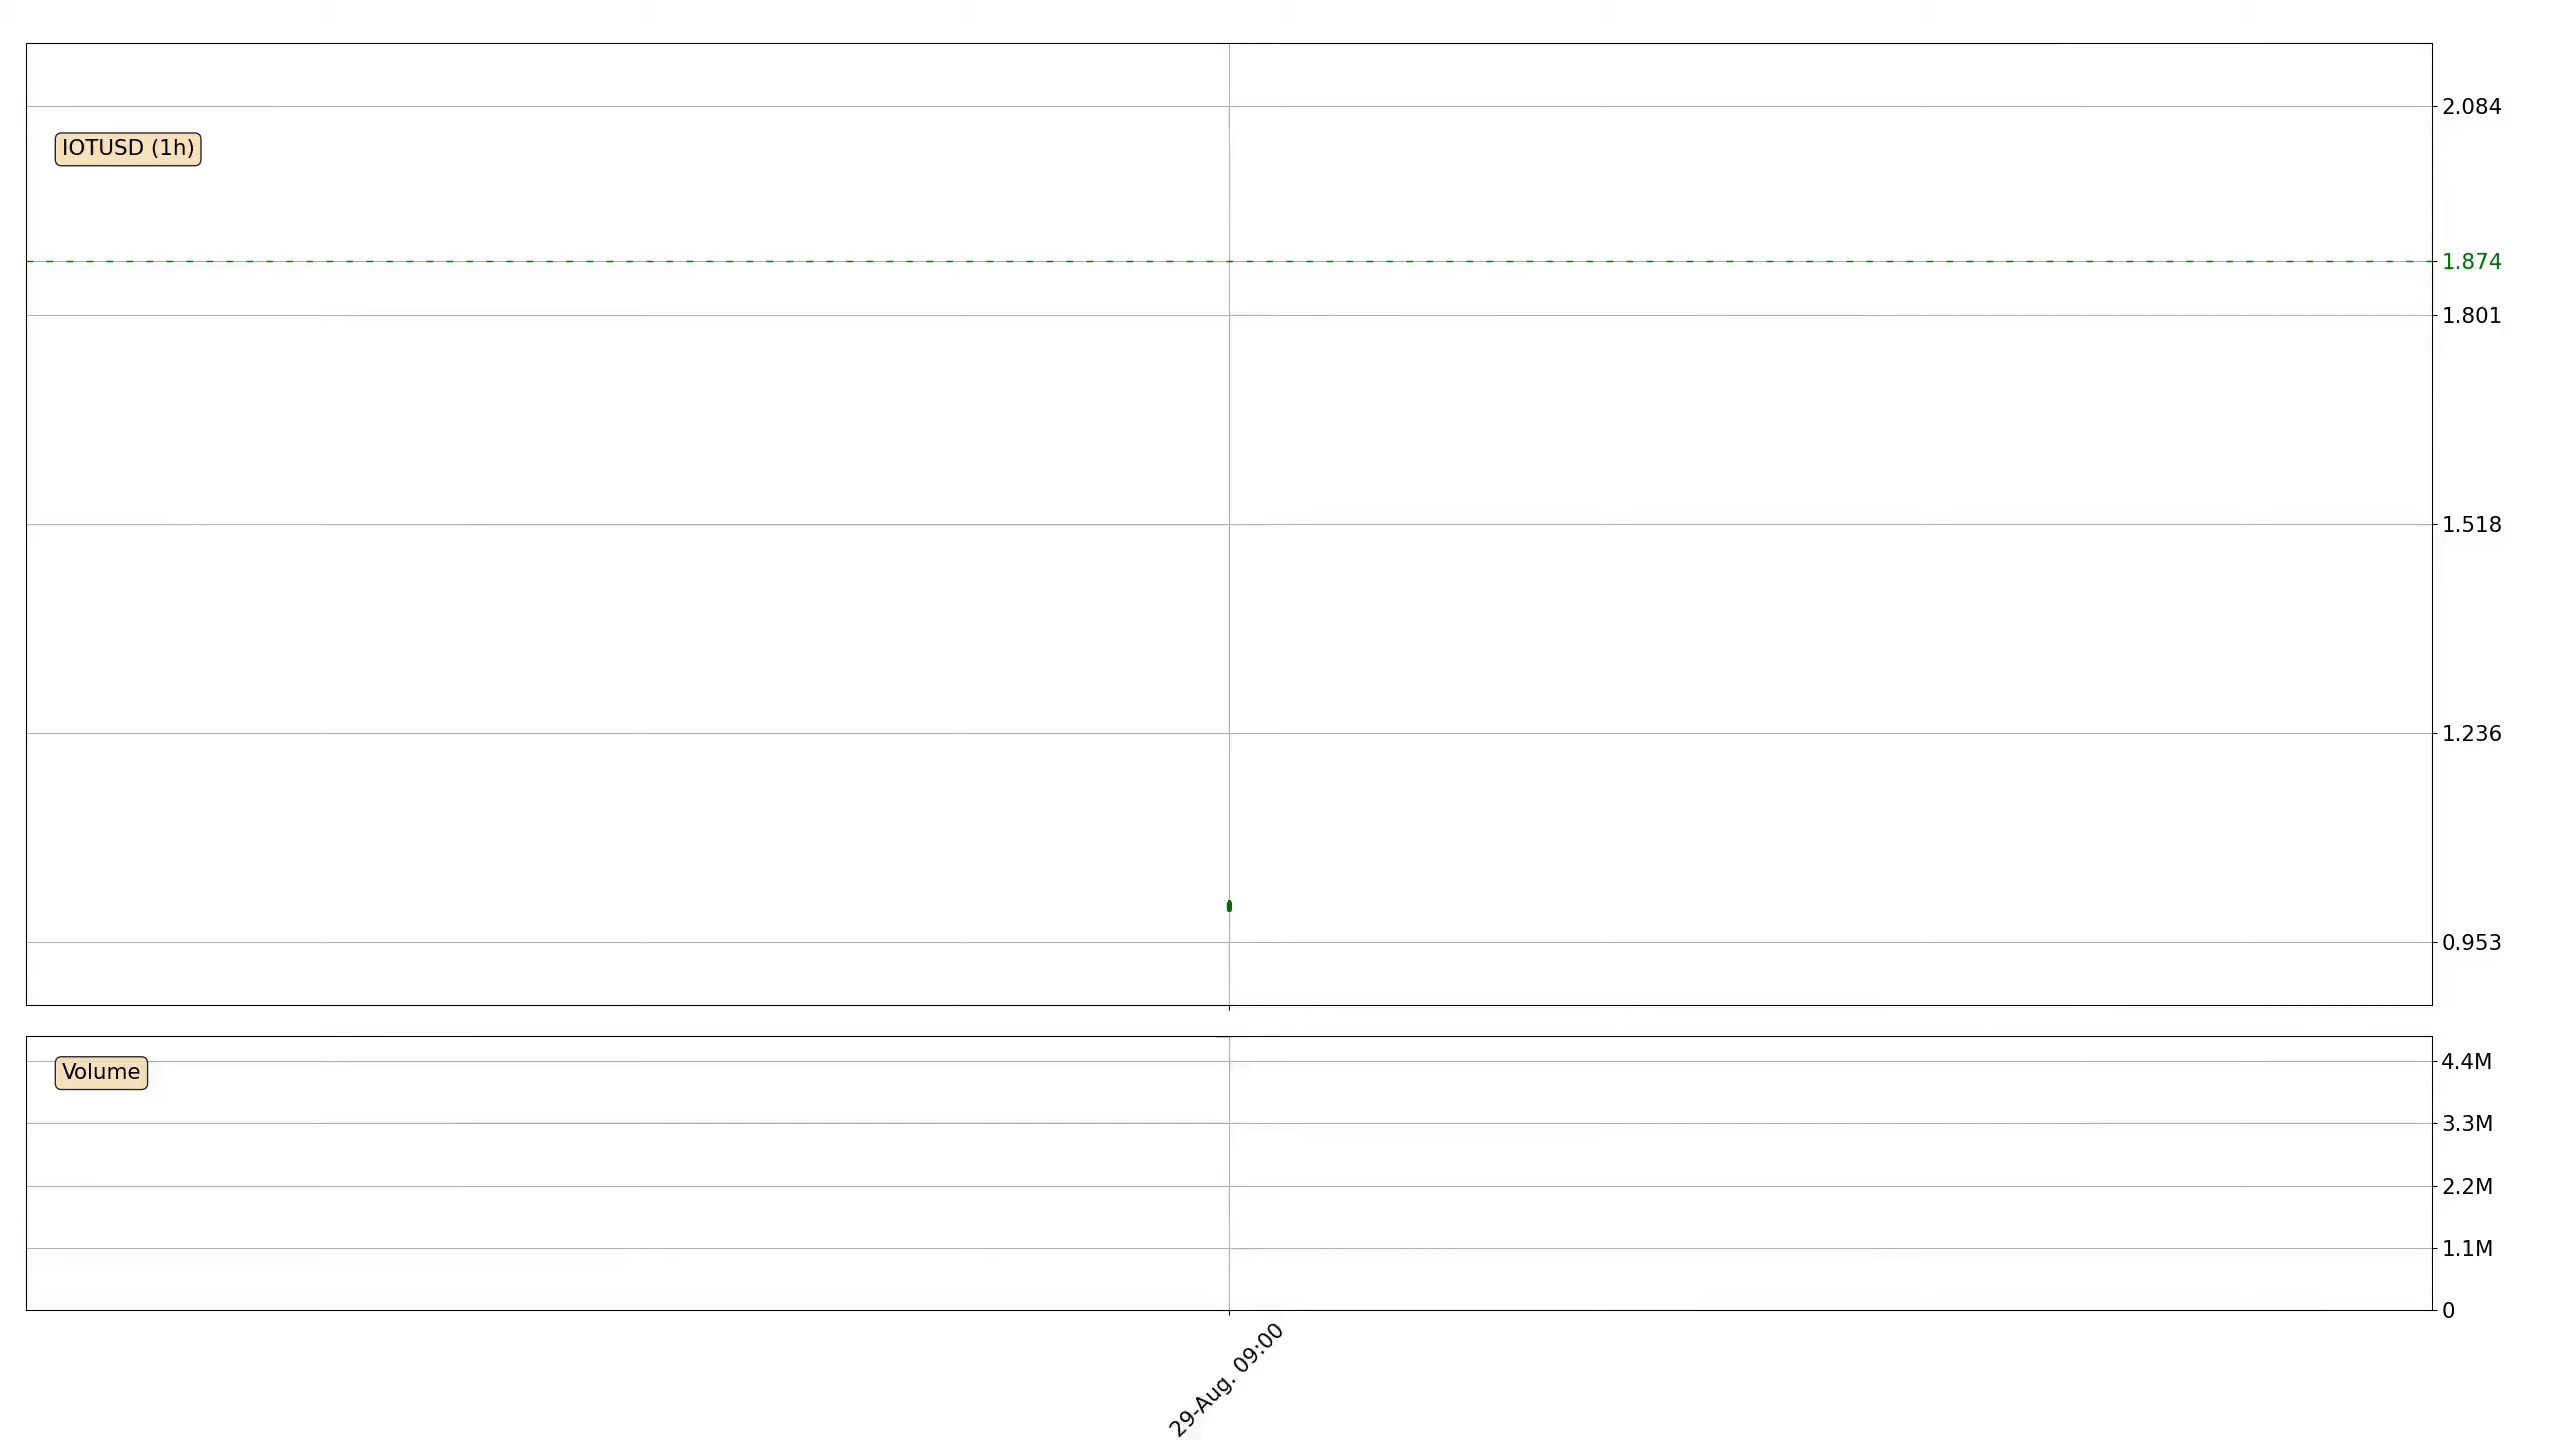 2.084
IOTUSD (1h)
1.874
1.801
1.518
1.236
0.953
Volume
4.4M
3.3M
2.2M
1.1M
0
29-Aug. 09:00